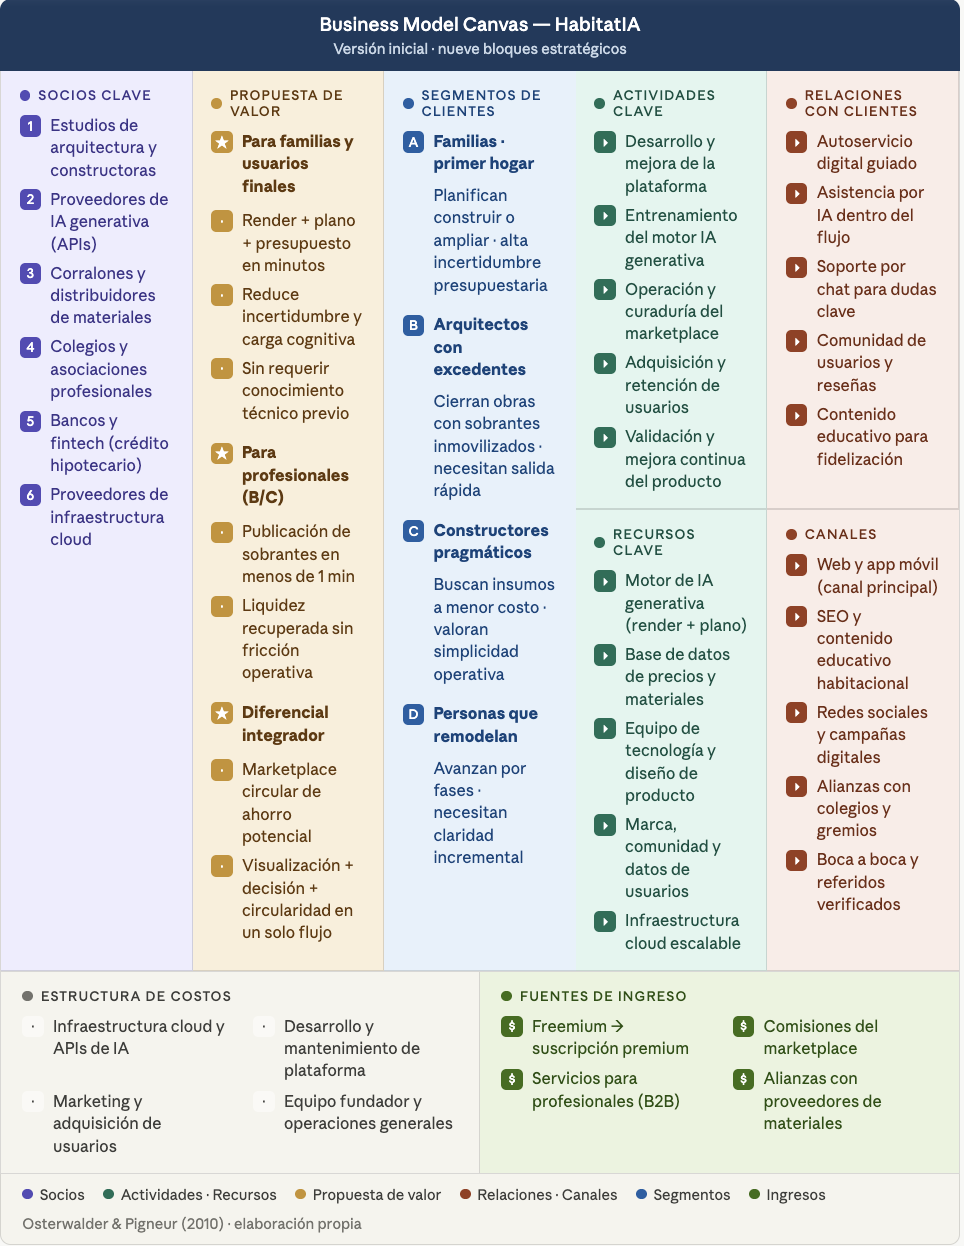 Business Model Canvas — HabitatIA
Versión inicial · nueve bloques estratégicos
SOCIOS CLAVE
1 Estudios de
arquitectura y
constructoras
2 Proveedores de
IA generativa
(APIs)
3 Corralones y
distribuidores
de materiales
4 Colegios y
asociaciones
profesionales
5 Bancos y
fintech (crédito
hipotecario)
6 Proveedores de
infraestructura
cloud
PROPUESTA DE
VALOR
Para familias y
usuarios
finales
Render + plano
+ presupuesto
en minutos
Reduce
incertidumbre y
carga cognitiva
Sin requerir
conocimiento
técnico previo
Para
profesionales
(B/C)
Publicación de
sobrantes en
menos de 1 min
Liquidez
recuperada sin
fricción
operativa
Diferencial
integrador
Marketplace
circular de
ahorro
potencial
Visualización +
decisión +
circularidad en
un solo flujo
SEGMENTOS DE
CLIENTES
A Familias ·
primer hogar
Planifican
construir o
ampliar · alta
incertidumbre
presupuestaria
B Arquitectos
con
excedentes
Cierran obras
con sobrantes
inmovilizados ·
necesitan salida
rápida
C Constructores
pragmáticos
Buscan insumos
a menor costo ·
valoran
simplicidad
operativa
D Personas que
remodelan
Avanzan por
fases ·
necesitan
claridad
incremental
ACTIVIDADES
CLAVE
Desarrollo y
mejora de la
plataforma
Entrenamiento
del motor IA
generativa
Operación y
curaduría del
marketplace
Adquisición y
retención de
usuarios
Validación y
mejora continua
del producto
RECURSOS
CLAVE
Motor de IA
generativa
(render + plano)
Base de datos
de precios y
materiales
Equipo de
tecnología y
diseño de
producto
Marca,
comunidad y
datos de
usuarios
Infraestructura
cloud escalable
RELACIONES
CON CLIENTES
Autoservicio
digital guiado
Asistencia por
IA dentro del
flujo
Soporte por
chat para dudas
clave
Comunidad de
usuarios y
reseñas
Contenido
educativo para
fidelización
CANALES
Web y app móvil
(canal principal)
SEO y
contenido
educativo
habitacional
Redes sociales
y campañas
digitales
Alianzas con
colegios y
gremios
Boca a boca y
referidos
verificados
ESTRUCTURA DE COSTOS
· Infraestructura cloud y
APIs de IA
· Desarrollo y
mantenimiento de
plataforma
· Marketing y
adquisición de
usuarios
· Equipo fundador y
operaciones generales
FUENTES DE INGRESO
$ Freemium →
suscripción premium
$ Comisiones del
marketplace
$ Servicios para
profesionales (B2B)
$ Alianzas con
proveedores de
materiales
Socios Actividades · Recursos Propuesta de valor Relaciones · Canales Segmentos Ingresos
Osterwalder & Pigneur (2010) · elaboración propia